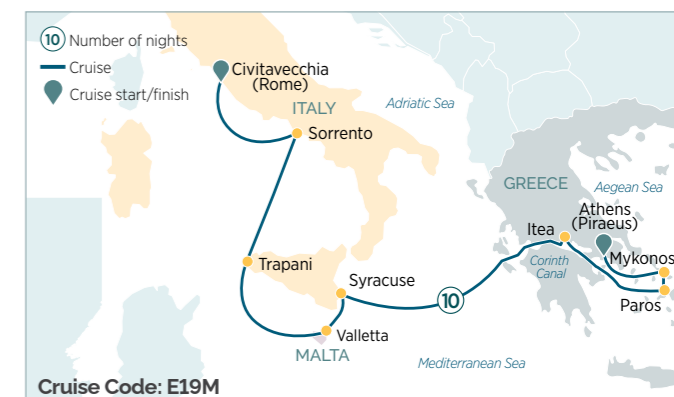 10 Number of nights
Cruise
Cruise start/finish
Civitavecchia
(Rome)
ITALY
Adriatic Sea
Sorrento
GREECE
Aegean Sea
Athens
(Piraeus)
Itea
Mykonos
Corinth
Canal
Trapani
Syracuse
10
Paros
Valletta
MALTA
Mediterranean Sea
Cruise Code: E19M